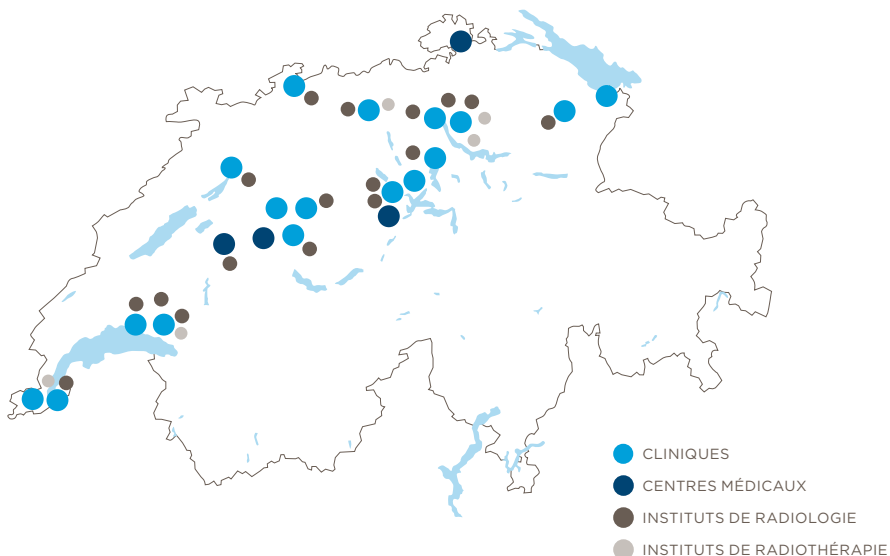 CLINIQUES
CENTRES MÉDICAUX
INSTITUTS DE RADIOLOGIE
INSTITUTS DE RADIOTHÉRAPIE